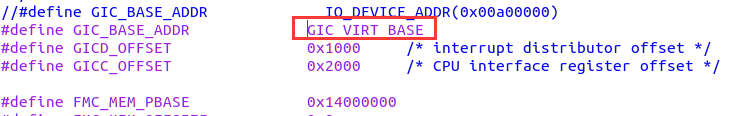 //#define GIC_BASE_ADDR IO_DEVICE_ADDR(0x00a00000)
#define GIC_BASE_ADDR GIC_VIRT_BASE
#define GICD_OFFSET 0x1000 /* interrupt distributor offset */
#define GICC_OFFSET 0x2000 /* CPU interface register offset */
#define FMC_MEM_PBASE 0x14000000